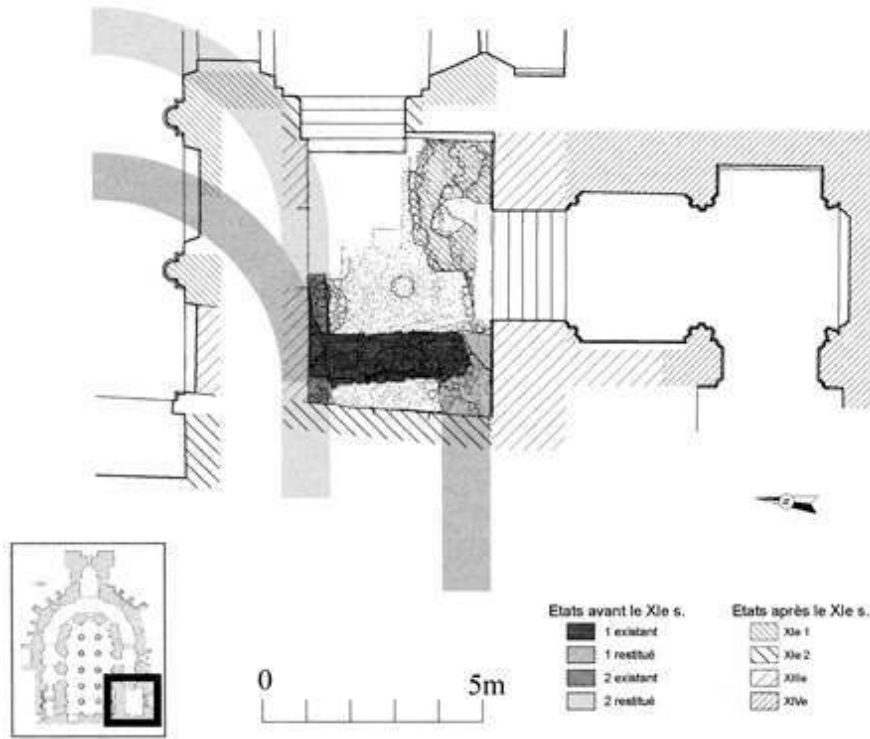 0
5m
Etats avant le XIe s.
1 existant
1 restitué
2 existant
2 restitué
Etats après le XIe s.
XIe 1
XIe 2
XIIIe
XIVe